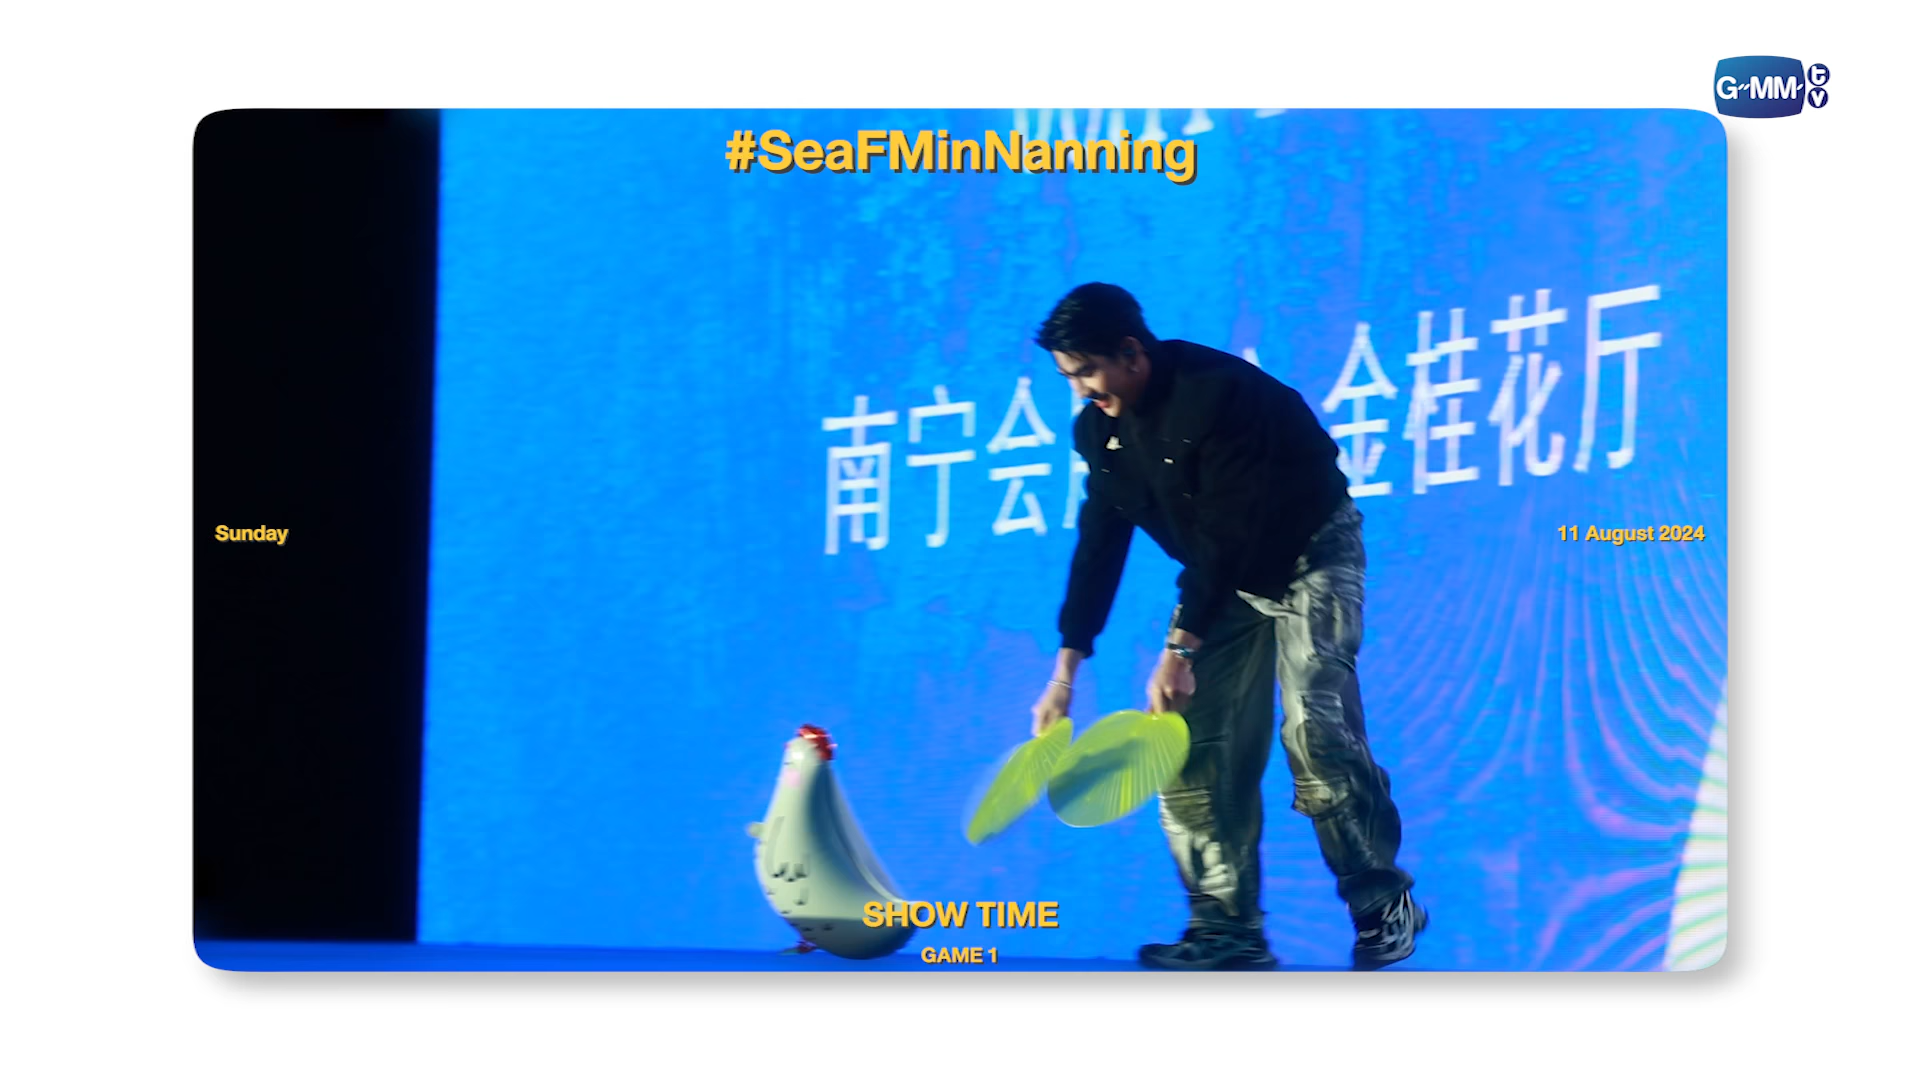 GMM
tv
#SeaFMinNanning
南宁会 金桂花厅
Sunday
11 August 2024
SHOW TIME
GAME 1